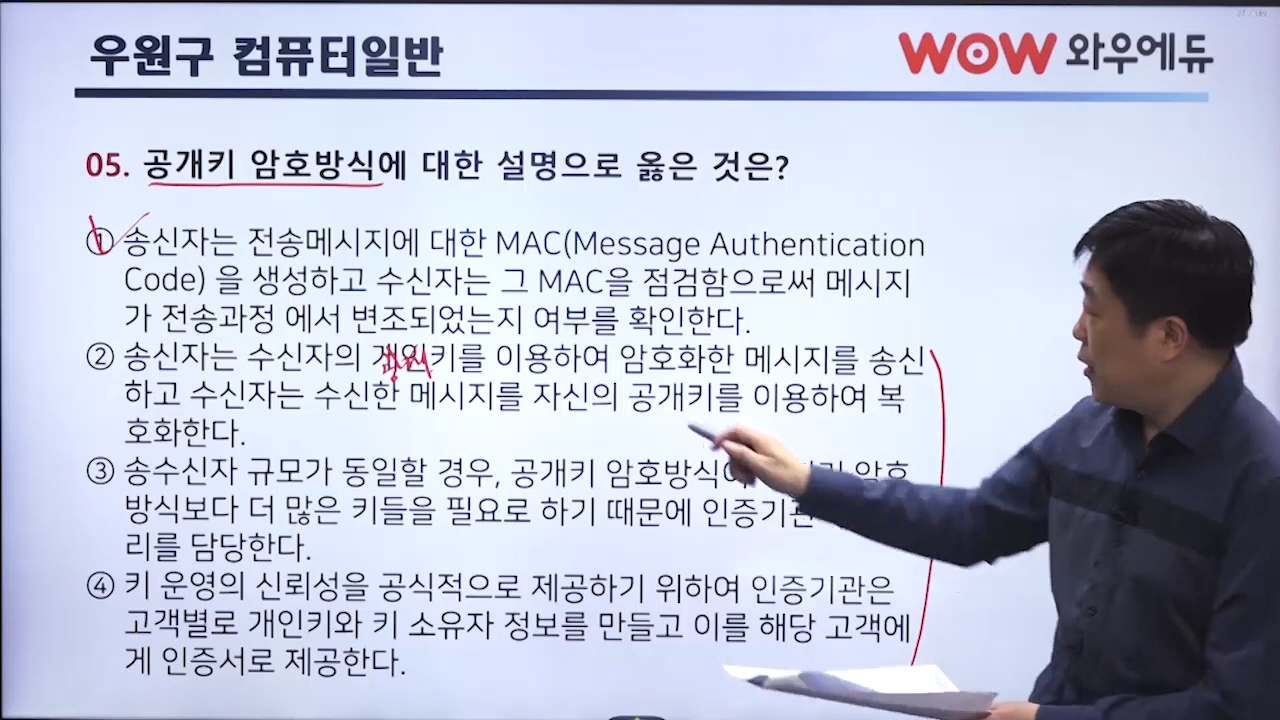 우원구 컴퓨터일반
WOW 와우에듀
05. 공개키 암호방식에 대한 설명으로 옳은 것은?
① 송신자는 전송메시지에 대한 MAC(Message Authentication
Code) 을 생성하고 수신자는 그 MAC을 점검함으로써 메시지
가 전송과정 에서 변조되었는지 여부를 확인한다.
공개
② 송신자는 수신자의 개인키를 이용하여 암호화한 메시지를 송신
하고 수신자는 수신한 메시지를 자신의 공개키를 이용하여 복
호화한다.
③ 송수신자 규모가 동일할 경우, 공개키 암호방식이 암호
방식보다 더 많은 키들을 필요로 하기 때문에 인증기관
리를 담당한다.
④ 키 운영의 신뢰성을 공식적으로 제공하기 위하여 인증기관은
고객별로 개인키와 키 소유자 정보를 만들고 이를 해당 고객에
게 인증서로 제공한다.